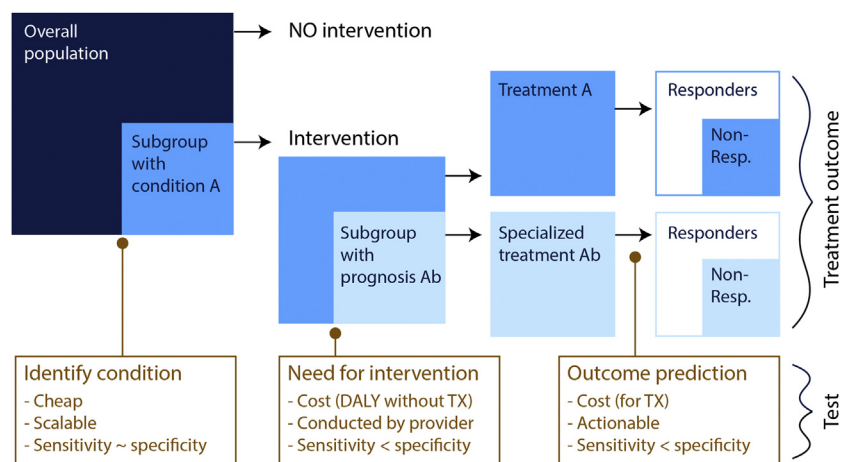 Overall
population
NO intervention
Subgroup
with
condition A
Intervention
Subgroup
with
prognosis Ab
Treatment A
Responders
Non-
Resp.
Specialized
treatment Ab
Responders
Non-
Resp.
Treatment outcome
Identify condition
- Cheap
- Scalable
- Sensitivity ~ specificity
Need for intervention
- Cost (DALY without TX)
- Conducted by provider
- Sensitivity < specificity
Outcome prediction
- Cost (for TX)
- Actionable
- Sensitivity < specificity
Test